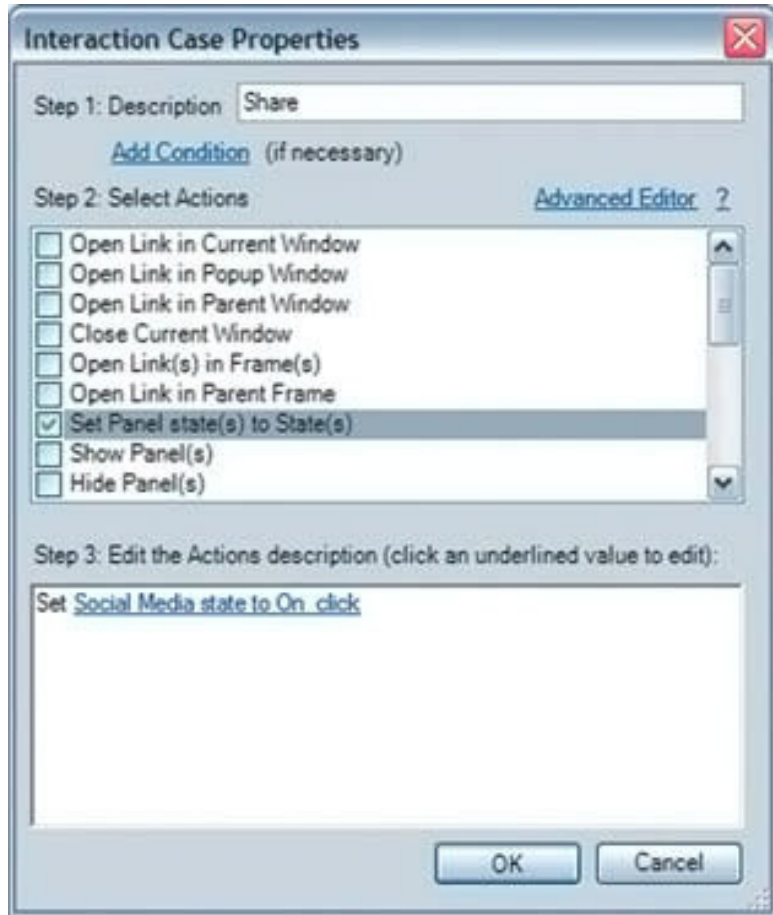 Interaction Case Properties
Step 1: Description Share
Add Condition (if necessary)
Step 2: Select Actions Advanced Editor ?
Open Link in Current Window
Open Link in Popup Window
Open Link in Parent Window
Close Current Window
Open Link(s) in Frame(s)
Open Link in Parent Frame
Set Panel state(s) to State(s)
Show Panel(s)
Hide Panel(s)
Step 3: Edit the Actions description (click an underlined value to edit):
Set Social Media state to On click
OK Cancel